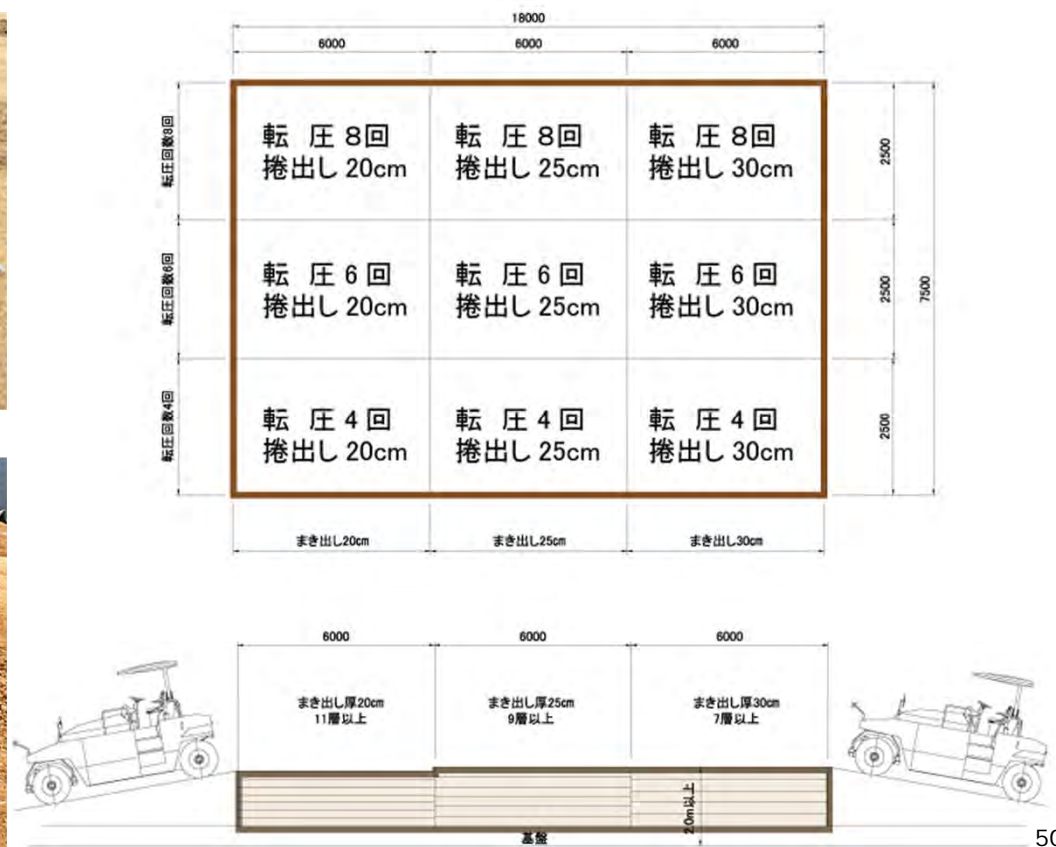 18000
6000
6000
6000
転圧回数8回
転 圧 8回
捲出し 20cm
転 圧 8回
捲出し 25cm
転 圧 8回
捲出し 30cm
2500
転圧回数6回
転 圧 6 回
捲出し 20cm
転 圧 6 回
捲出し 25cm
転 圧 6 回
捲出し 30cm
2500
7500
転圧回数4回
転 圧 4 回
捲出し 20cm
転 圧 4 回
捲出し 25cm
転 圧 4 回
捲出し 30cm
2500
まき出し20cm
まき出し25cm
まき出し30cm
6000
6000
6000
まき出し厚20cm
11層以上
まき出し厚25cm
9層以上
まき出し厚30cm
7層以上
2.0m以上
基盤
50